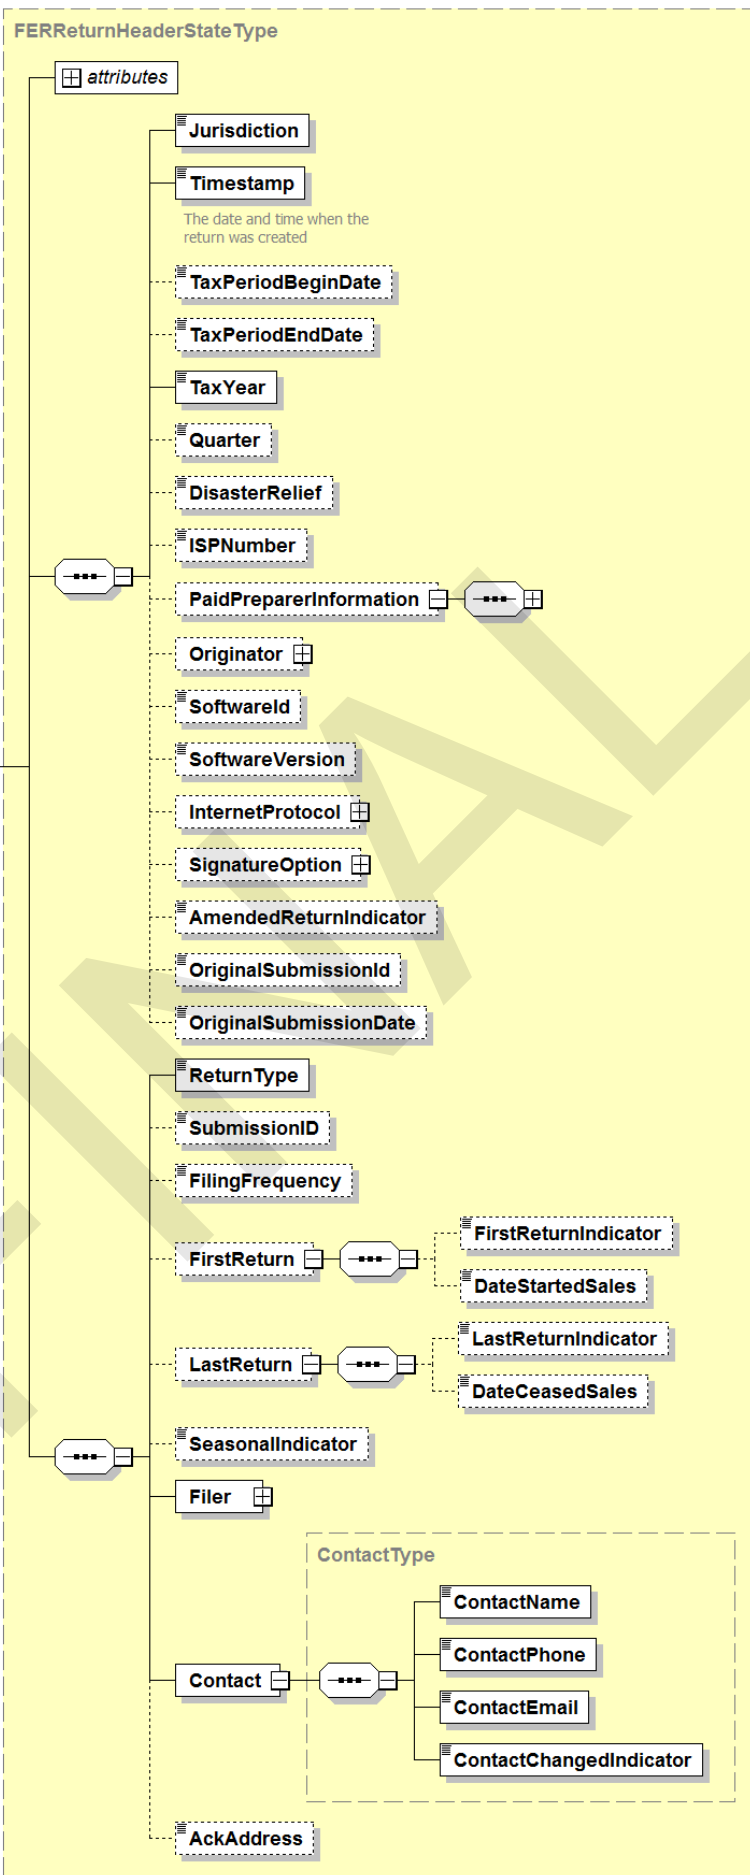 FERReturnHeaderStateType
attributes
Jurisdiction
Timestamp
The date and time when the
return was created
TaxPeriodBeginDate
TaxPeriodEndDate
TaxYear
Quarter
DisasterRelief
ISPNumber
PaidPreparerInformation
Originator
SoftwareId
SoftwareVersion
InternetProtocol
SignatureOption
AmendedReturnIndicator
OriginalSubmissionId
OriginalSubmissionDate
ReturnType
SubmissionID
FilingFrequency
FirstReturnIndicator
FirstReturn
DateStartedSales
LastReturnIndicator
LastReturn
DateCeasedSales
SeasonalIndicator
Filer
ContactType
ContactName
ContactPhone
Contact
ContactEmail
ContactChangedIndicator
AckAddress
FINAL